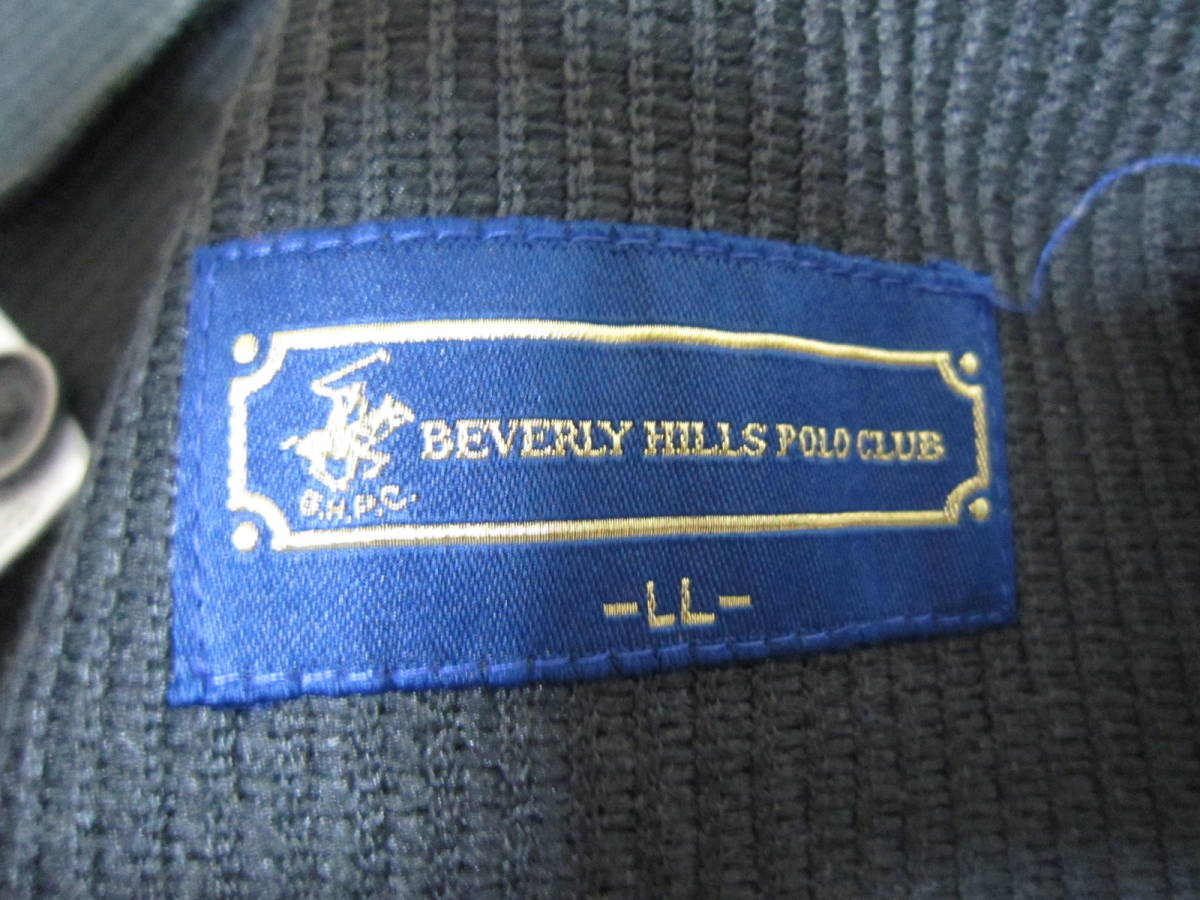 BEVERLY HILLS POLO CLUB
B.H.P.C.
-LL-